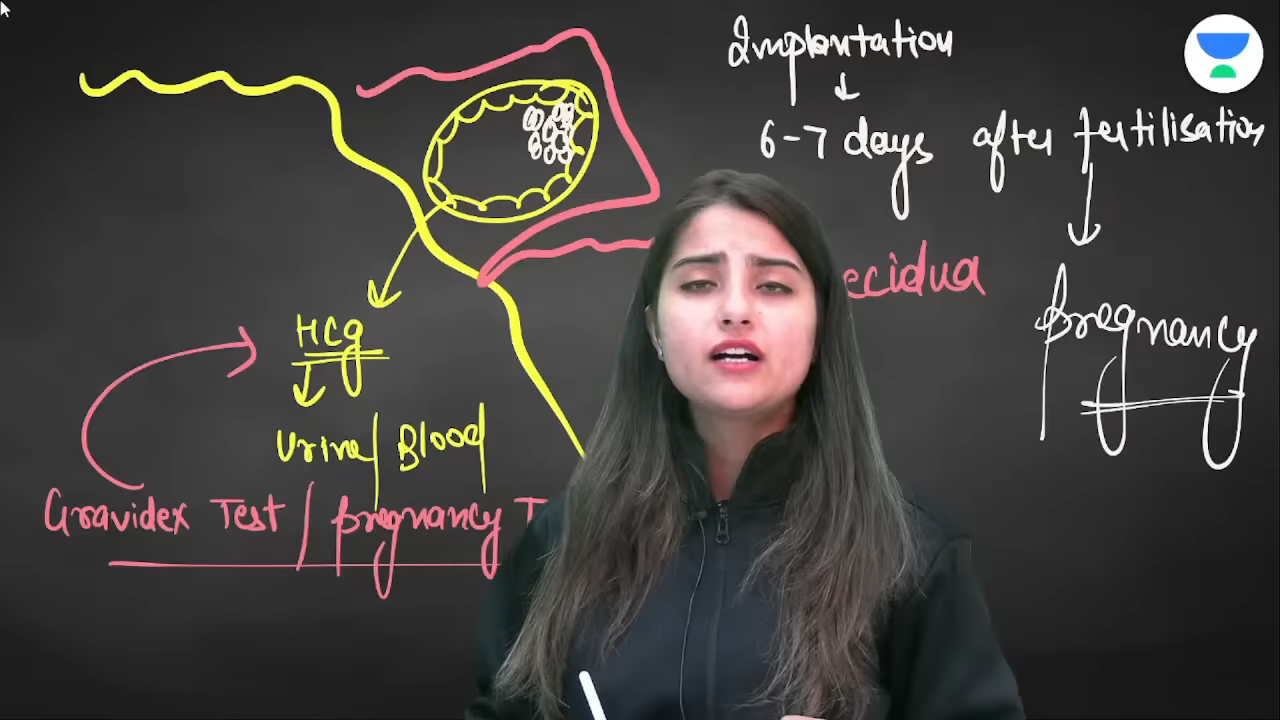 Implantation
6-7 days after fertilisation
ecidua
pregnancy
HCg
Urine/Blood
Gravidex Test / pregnancy T